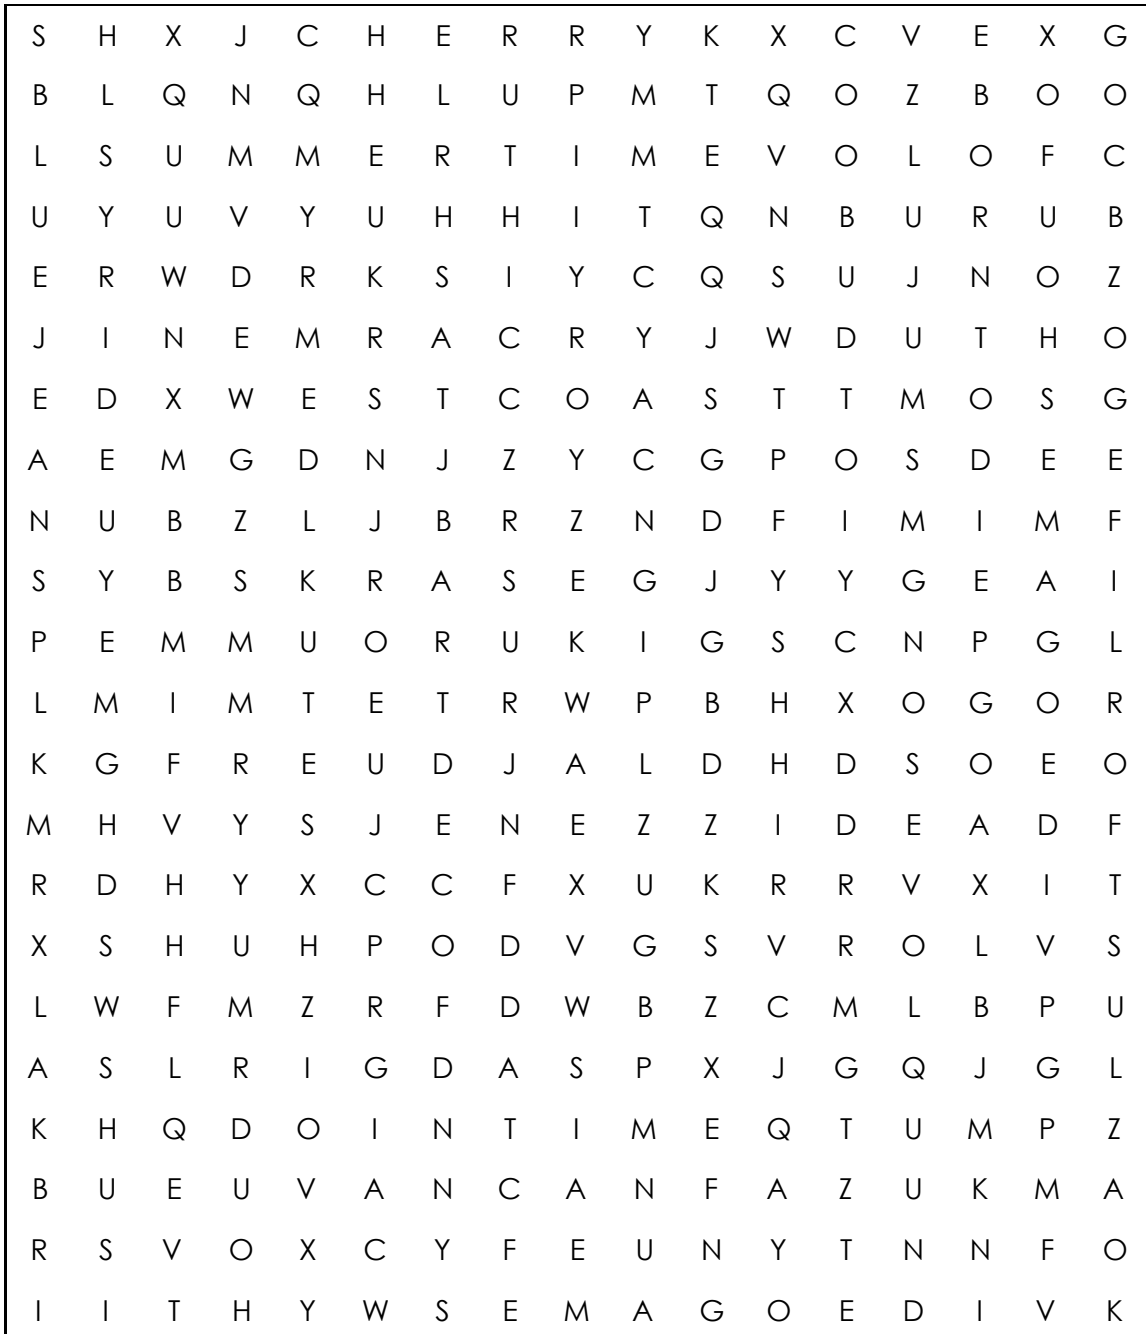 S H X J C H E R R Y K X C V E X G
B L Q N Q H L U P M T Q O Z B O O
L S U M M E R T I M E V O L O F C
U Y U V Y U H H I T Q N B U R U B
E R W D R K S I Y C Q S U J N O Z
J I N E M R A C R Y J W D U T H O
E D X W E S T C O A S T T M O S G
A E M G D N J Z Y C G P O S D E E
N U B Z L J B R Z N D F I M I M F
S Y B S K R A S E G J Y Y G E A I
P E M M U O R U K I G S C N P G L
L M I M T E T R W P B H X O G O R
K G F R E U D J A L D H D S O E O
M H V Y S J E N E Z Z I D E A D F
R D H Y X C C F X U K R R V X I T
X S H U H P O D V G S V R O L V S
L W F M Z R F D W B Z C M L B P U
A S L R I G D A S P X J G Q J G L
K H Q D O I N T I M E Q T U M P Z
B U E U V A N C A N F A Z U K M A
R S V O X C Y F E U N Y T N N F O
I I T H Y W S E M A G O E D I V K